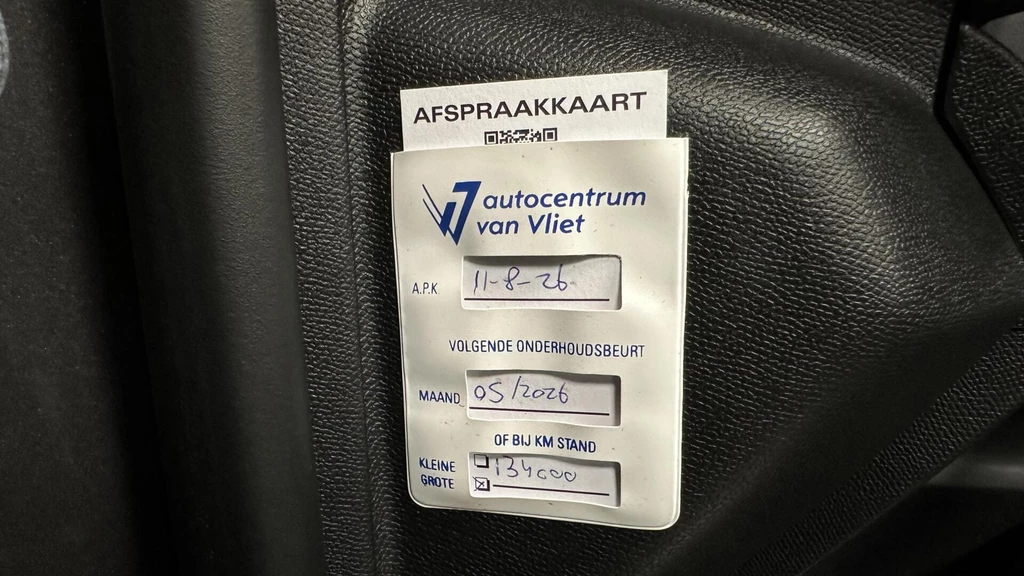 AFSPRAAKKAART
autocentrum
van Vliet
A.P.K. 11-8-26
VOLGENDE ONDERHOUDSBEURT
MAAND 05/2026
OF BIJ KM STAND
KLEINE 134000
GROTE